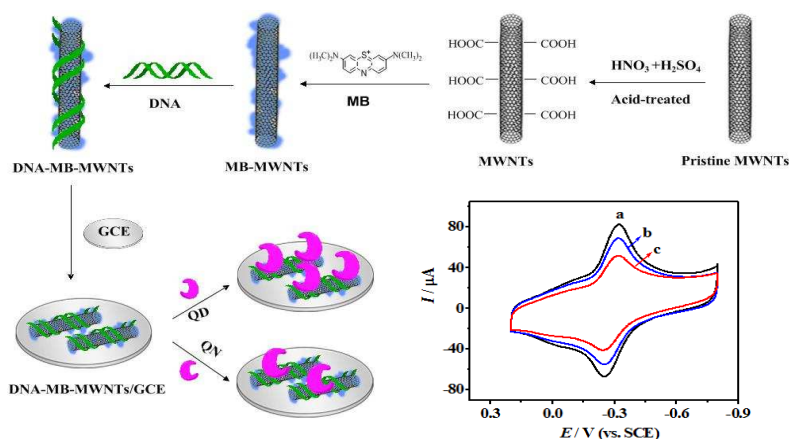 (H₃C)₂N
S⁺
N(CH₃)₂
N
MB
DNA
DNA-MB-MWNTs
MB-MWNTs
HOOC
COOH
HOOC
COOH
HOOC
COOH
MWNTs
HNO₃+H₂SO₄
Acid-treated
Pristine MWNTs
GCE
QD
QN
DNA-MB-MWNTs/GCE
a
b
c
80
40
0
-40
-80
I / μA
0.3
0.0
-0.3
-0.6
-0.9
E / V (vs. SCE)